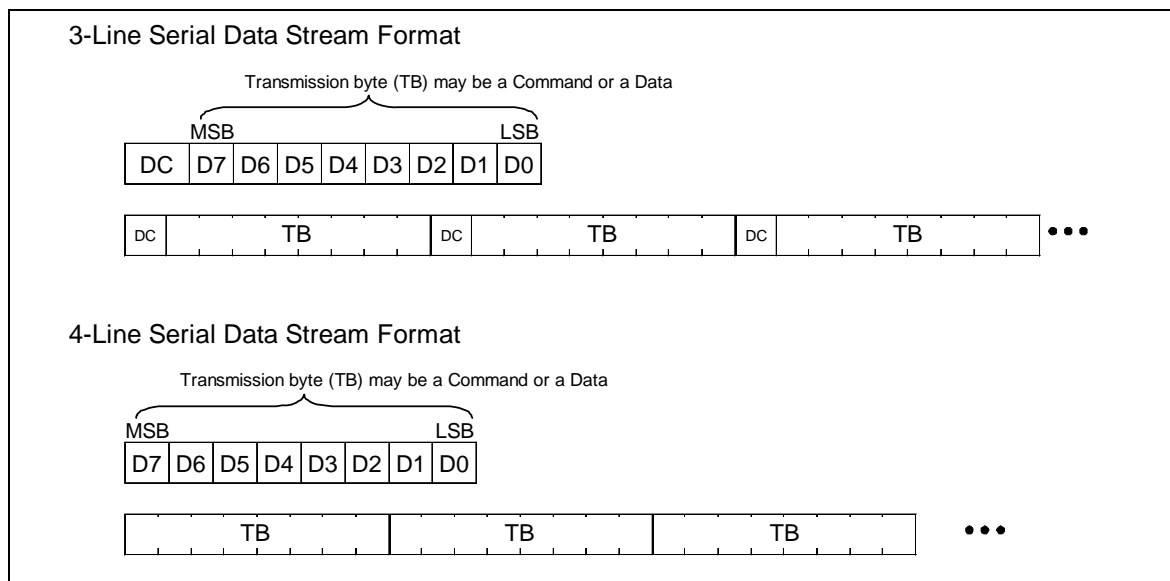 3-Line Serial Data Stream Format
Transmission byte (TB) may be a Command or a Data
MSB LSB
DC D7 D6 D5 D4 D3 D2 D1 D0
DC TB DC TB DC TB •••
4-Line Serial Data Stream Format
Transmission byte (TB) may be a Command or a Data
MSB LSB
D7 D6 D5 D4 D3 D2 D1 D0
TB TB TB •••